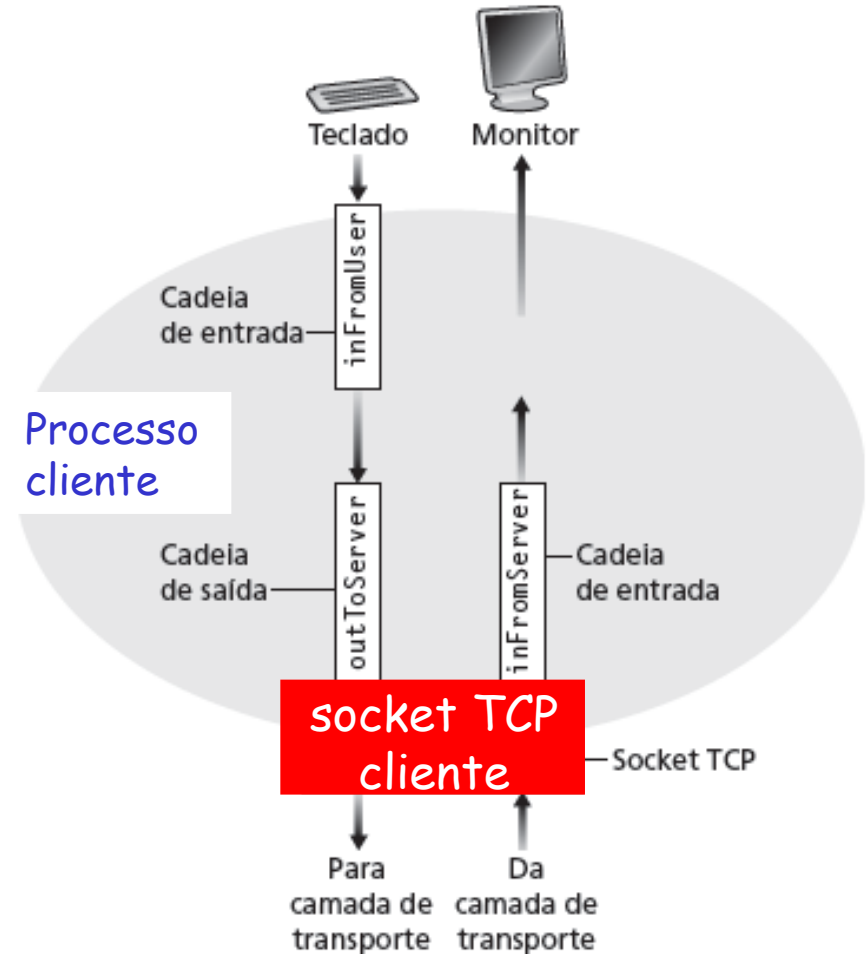 Teclado
Monitor
inFromUser
Cadeia
de entrada
Processo
cliente
Cadeia
de saída
outToServer
inFromServer
Cadeia
de entrada
socket TCP
cliente
Socket TCP
Para
camada de
transporte
Da
camada de
transporte